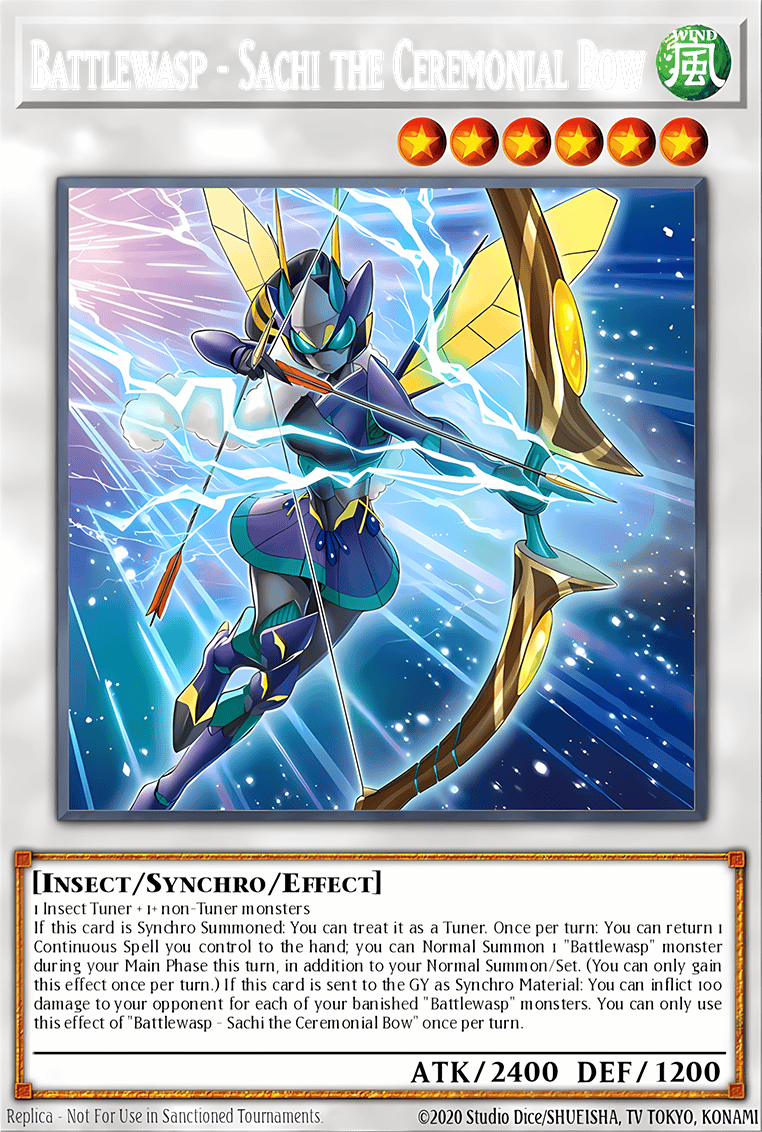 Battlewasp - Sachi the Ceremonial Bow
WIND
風
[Insect/Synchro/Effect]
1 Insect Tuner + 1+ non-Tuner monsters
If this card is Synchro Summoned: You can treat it as a Tuner. Once per turn: You can return 1
Continuous Spell you control to the hand; you can Normal Summon 1 "Battlewasp" monster
during your Main Phase this turn, in addition to your Normal Summon/Set. (You can only gain
this effect once per turn.) If this card is sent to the GY as Synchro Material: You can inflict 100
damage to your opponent for each of your banished "Battlewasp" monsters. You can only use
this effect of "Battlewasp - Sachi the Ceremonial Bow" once per turn.
ATK/2400 DEF/1200
Replica - Not For Use in Sanctioned Tournaments.
©2020 Studio Dice/SHUEISHA, TV TOKYO, KONAMI